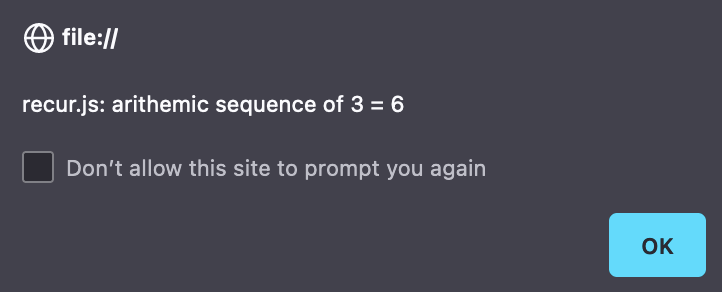 file://
recur.js: arithemic sequence of 3 = 6
Don’t allow this site to prompt you again
OK